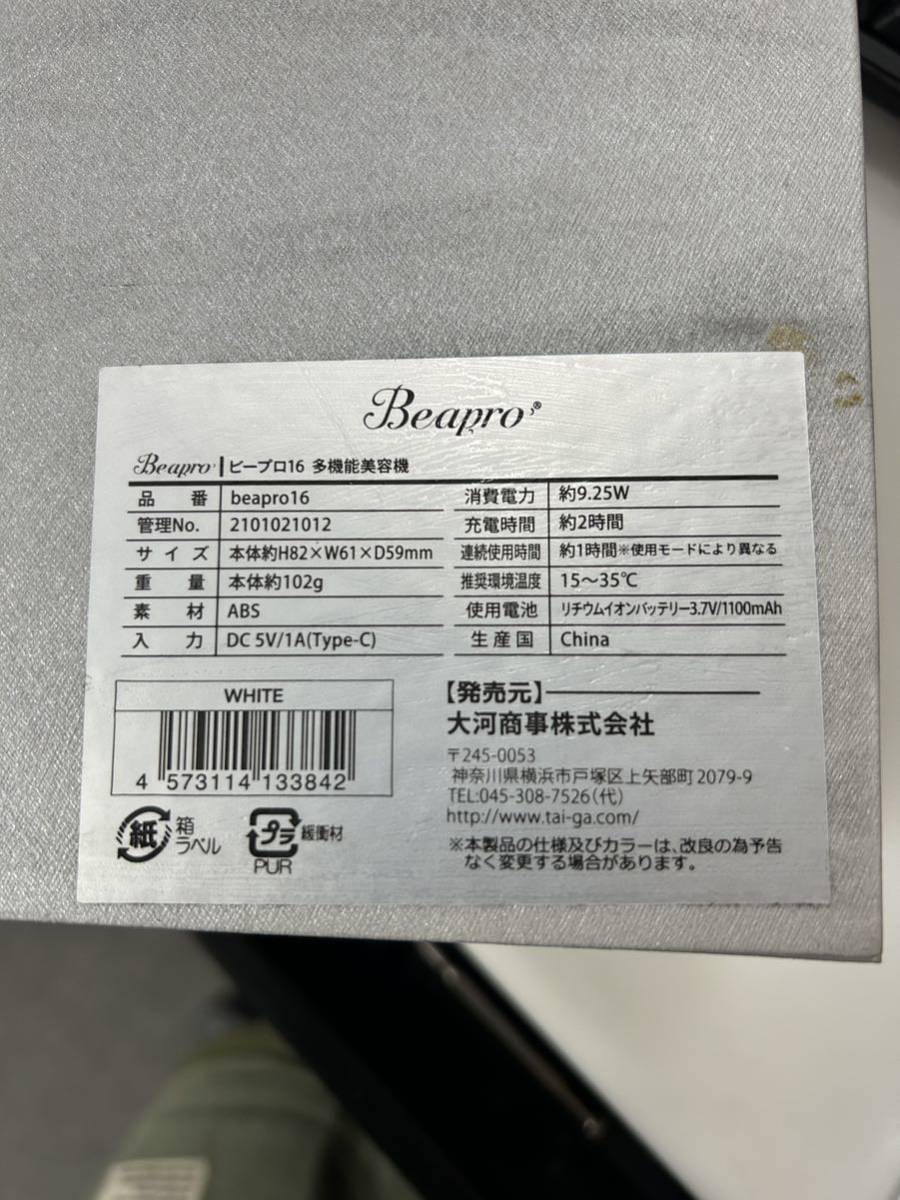 Beapro®
Beapro ビープロ16 多機能美容機
品番 beapro16
管理No. 2101021012
サイズ 本体約H82×W61×D59mm
重量 本体約102g
素材 ABS
入力 DC 5V/1A(Type-C)
消費電力 約9.25W
充電時間 約2時間
連続使用時間 約1時間※使用モードにより異なる
推奨環境温度 15～35℃
使用電池 リチウムイオンバッテリー3.7V/1100mAh
生産国 China
WHITE
4 573114 133842
紙 箱
ラベル
プラ 緩衝材
PUR
【発売元】
大河商事株式会社
〒245-0053
神奈川県横浜市戸塚区上矢部町2079-9
TEL:045-308-7526(代)
http://www.tai-ga.com/
※本製品の仕様及びカラーは、改良の為予告
なく変更する場合があります。